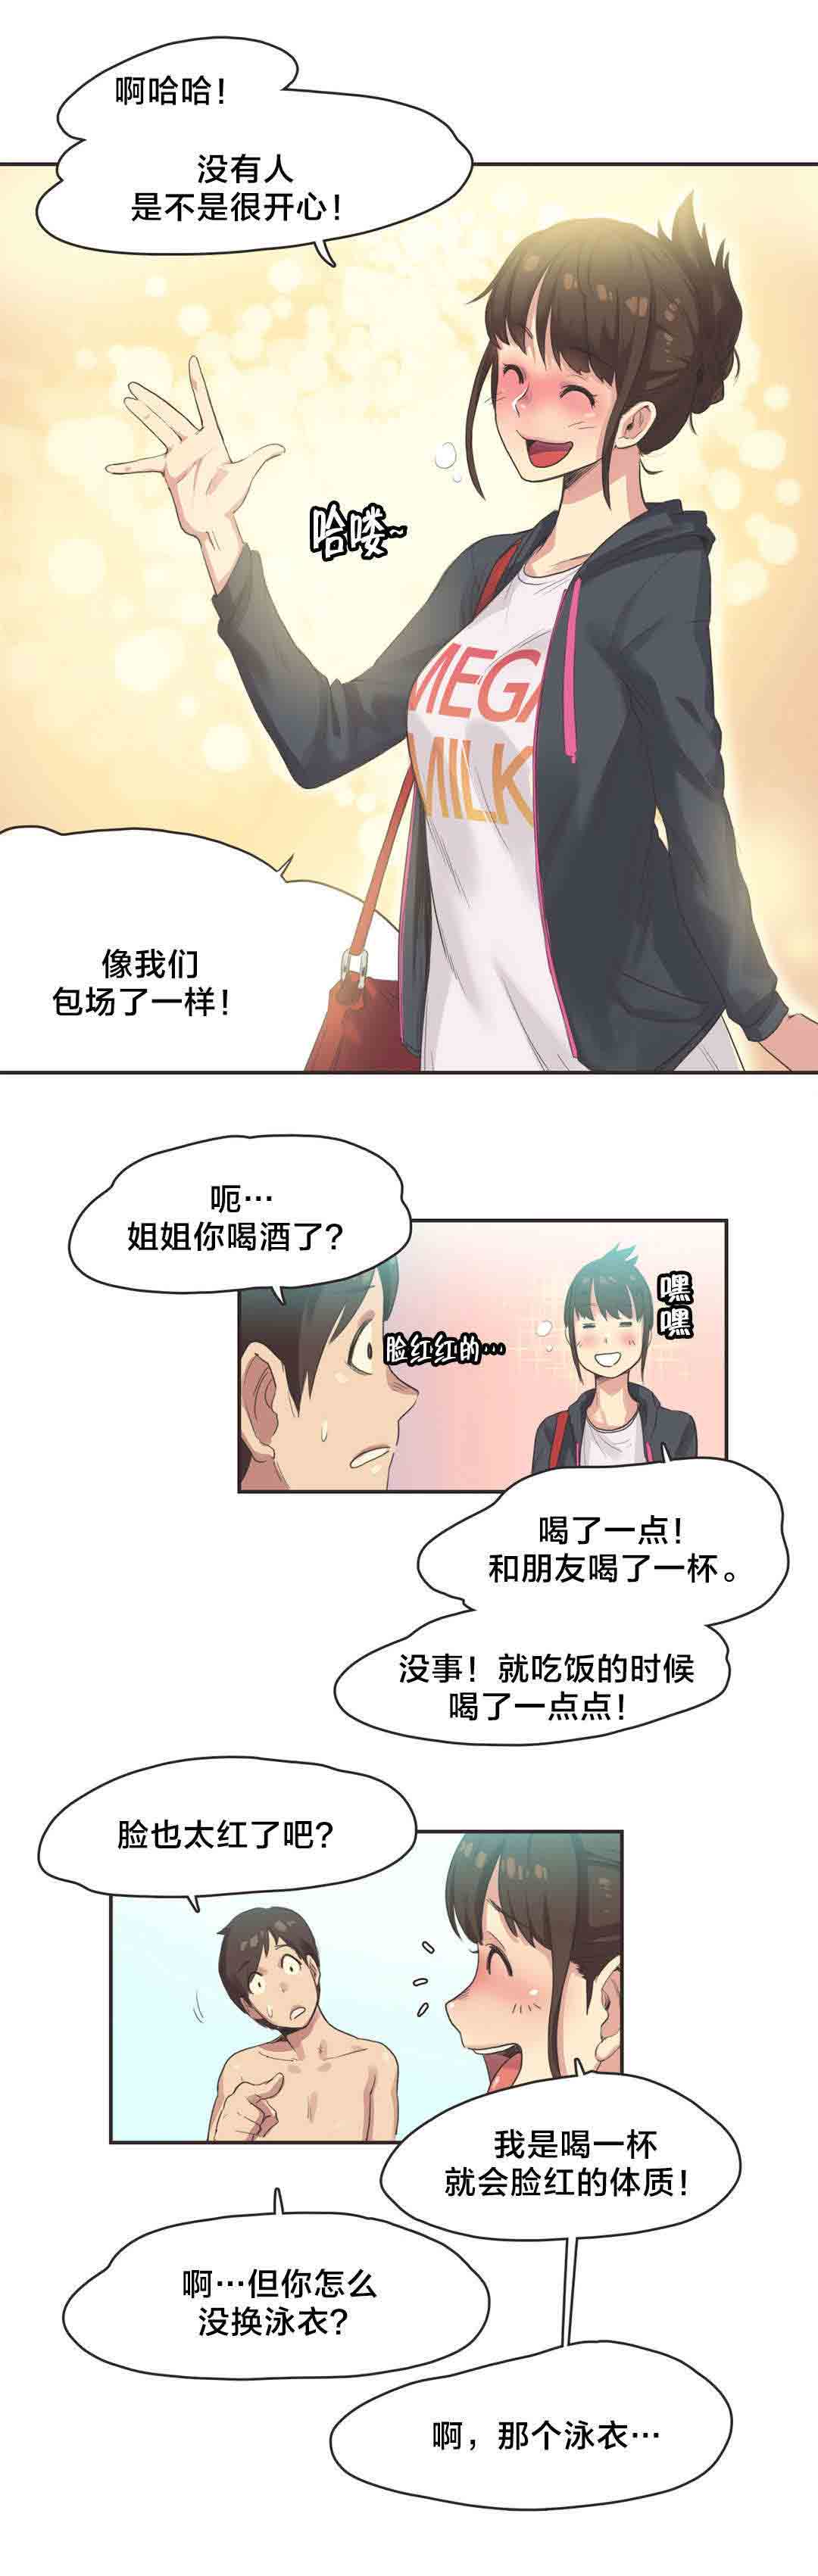 啊哈哈！
没有人
是不是很开心！
哈喽~
MEGA
MILK
像我们
包场了一样！
呃…
姐姐你喝酒了？
脸红红的…
嘿
嘿
喝了一点！
和朋友喝了一杯。
没事！就吃饭的时候
喝了一点点！
脸也太红了吧？
我是喝一杯
就会脸红的体质！
啊…但你怎么
没换泳衣？
啊，那个泳衣…